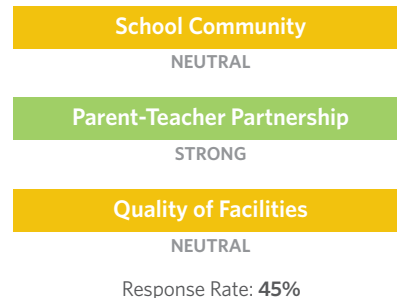 School Community
NEUTRAL
Parent-Teacher Partnership
STRONG
Quality of Facilities
NEUTRAL
Response Rate: 45%